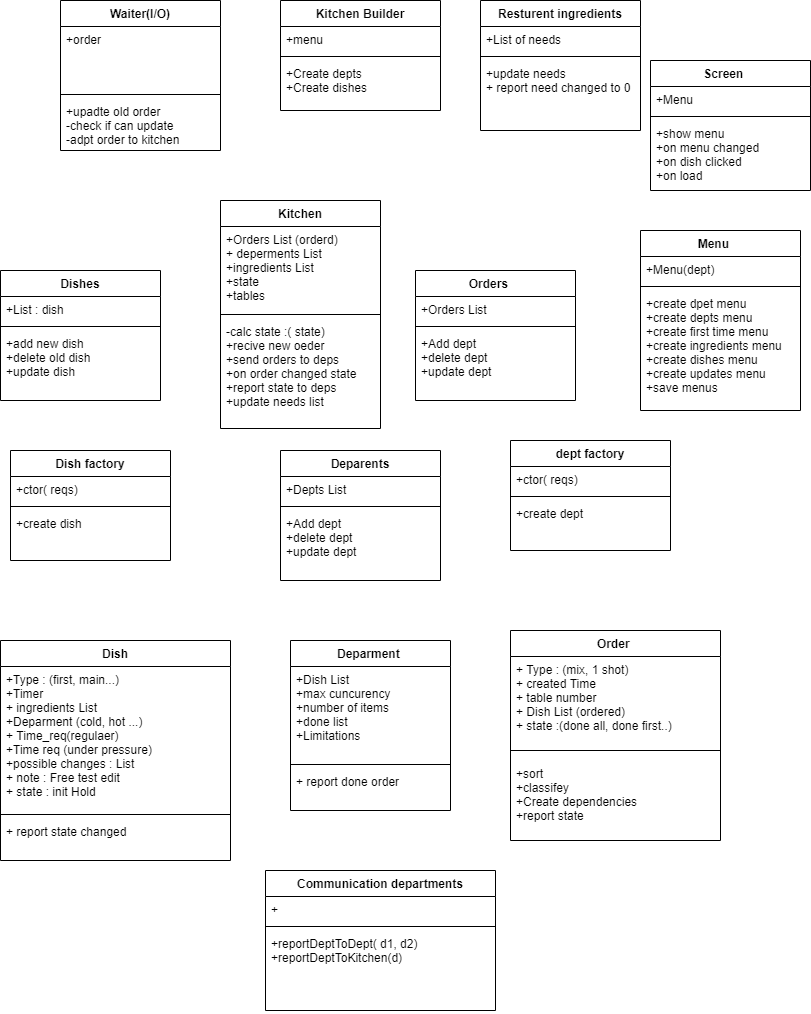 Waiter(I/O)
+order
+upadte old order
-check if can update
-adpt order to kitchen
Kitchen Builder
+menu
+Create depts
+Create dishes
Resturent ingredients
+List of needs
+update needs
+ report need changed to 0
Screen
+Menu
+show menu
+on menu changed
+on dish clicked
+on load
Dishes
+List : dish
+add new dish
+delete old dish
+update dish
Kitchen
+Orders List (orderd)
+ deperments List
+ingredients List
+state
+tables
-calc state :( state)
+recive new oeder
+send orders to deps
+on order changed state
+report state to deps
+update needs list
Orders
+Orders List
+Add dept
+delete dept
+update dept
Menu
+Menu(dept)
+create dpet menu
+create depts menu
+create first time menu
+create ingredients menu
+create dishes menu
+create updates menu
+save menus
Dish factory
+ctor( reqs)
+create dish
Deparents
+Depts List
+Add dept
+delete dept
+update dept
dept factory
+ctor( reqs)
+create dept
Dish
+Type : (first, main...)
+Timer
+ ingredients List
+Deparment (cold, hot ...)
+ Time_req(regulaer)
+Time req (under pressure)
+possible changes : List
+ note : Free test edit
+ state : init Hold
+ report state changed
Deparment
+Dish List
+max cuncurency
+number of items
+done list
+Limitations
+ report done order
Order
+ Type : (mix, 1 shot)
+ created Time
+ table number
+ Dish List (ordered)
+ state :(done all, done first..)
+sort
+classifey
+Create dependencies
+report state
Communication departments
+
+reportDeptToDept( d1, d2)
+reportDeptToKitchen(d)